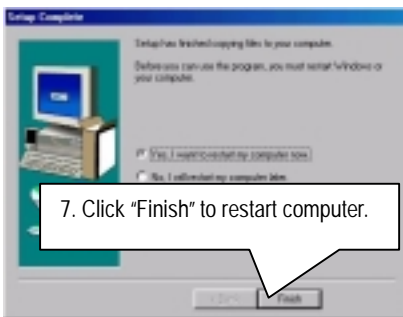 Setup Complete
Setup has finished copying files to your computer.
Before you can use the program, you must restart Windows or
your computer.
Yes, I want to restart my computer now.
No, I will restart my computer later.
7. Click “Finish” to restart computer.
< Back
Finish